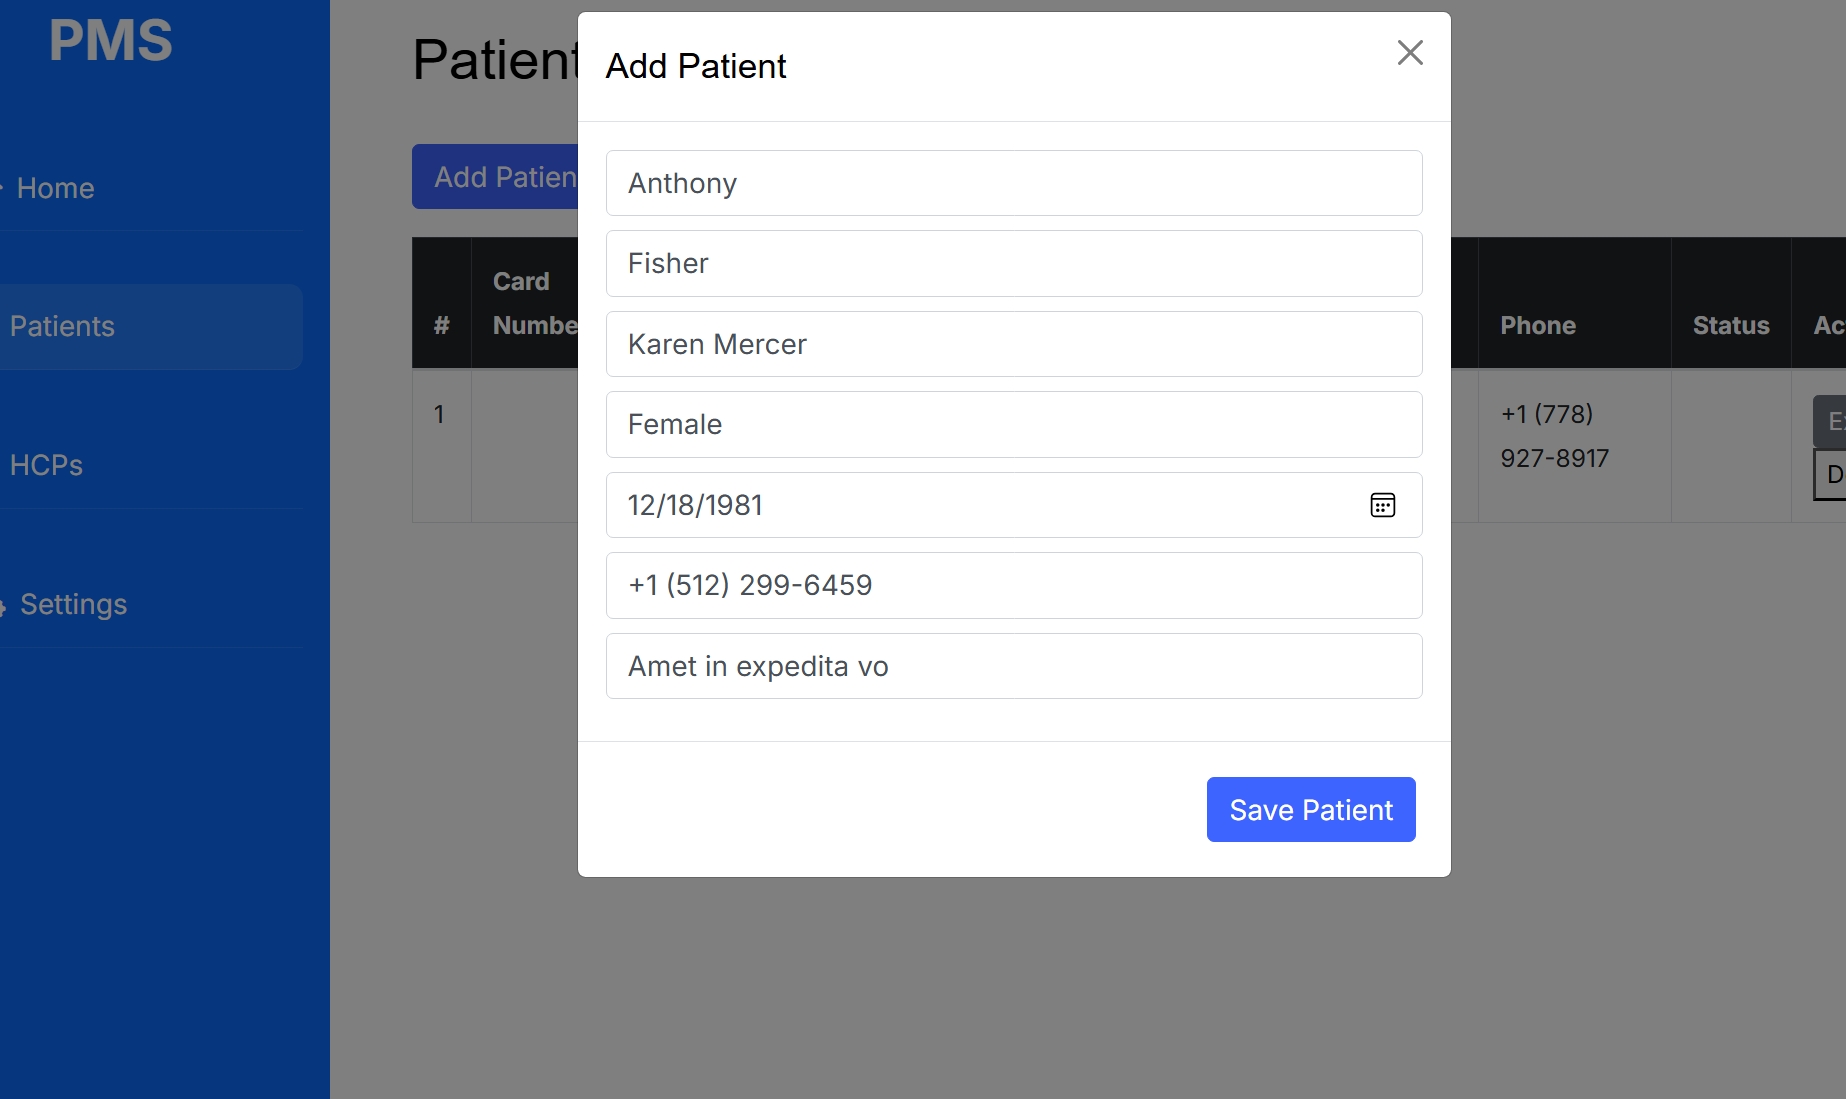 PMS
Home
Patients
HCPs
Settings
Patient
Add Patien
#
Card
Numbe
Phone
Status
Ac
1
+1 (778)
927-8917
E
D
Add Patient
Anthony
Fisher
Karen Mercer
Female
12/18/1981
+1 (512) 299-6459
Amet in expedita vo
Save Patient